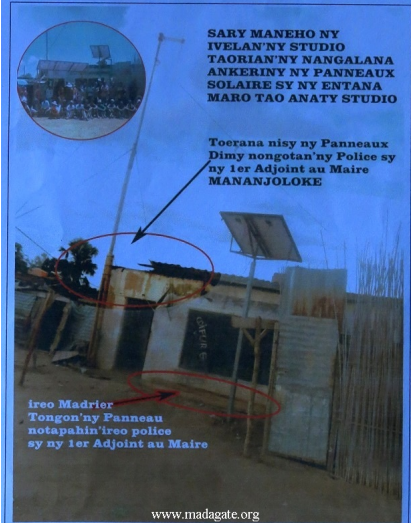 SARY MANEHO NY
IVELAN'NY STUDIO
TAORIAN'NY NANGALANA
ANKERINY NY PANNEAUX
SOLAIRE SY NY ENTANA
MARO TAO ANATY STUDIO
Toerana nisy ny Panneaux
Dimy nongotan'ny Police sy
ny 1er Adjoint au Maire
MANANJOLOKE
ireo Madrier
Tongon'ny Panneau
notapahin'ireo police
sy ny 1er Adjoint au Maire
www.madagate.org